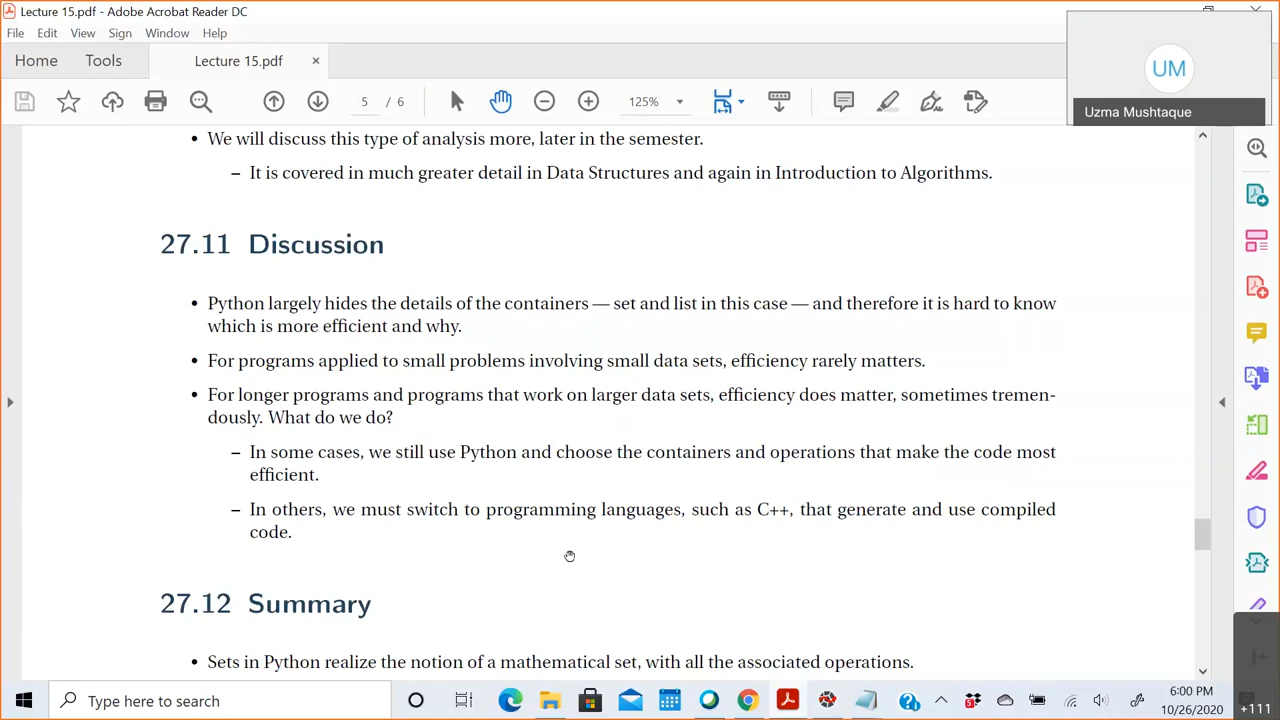 Lecture 15.pdf - Adobe Acrobat Reader DC
File Edit View Sign Window Help
Home Tools Lecture 15.pdf ×
5 / 6 125%
UM
Uzma Mushtaque
• We will discuss this type of analysis more, later in the semester.
– It is covered in much greater detail in Data Structures and again in Introduction to Algorithms.
27.11 Discussion
• Python largely hides the details of the containers — set and list in this case — and therefore it is hard to know
which is more efficient and why.
• For programs applied to small problems involving small data sets, efficiency rarely matters.
• For longer programs and programs that work on larger data sets, efficiency does matter, sometimes tremen-
dously. What do we do?
– In some cases, we still use Python and choose the containers and operations that make the code most
efficient.
– In others, we must switch to programming languages, such as C++, that generate and use compiled
code.
27.12 Summary
• Sets in Python realize the notion of a mathematical set, with all the associated operations.
Type here to search
6:00 PM
10/26/2020
+111